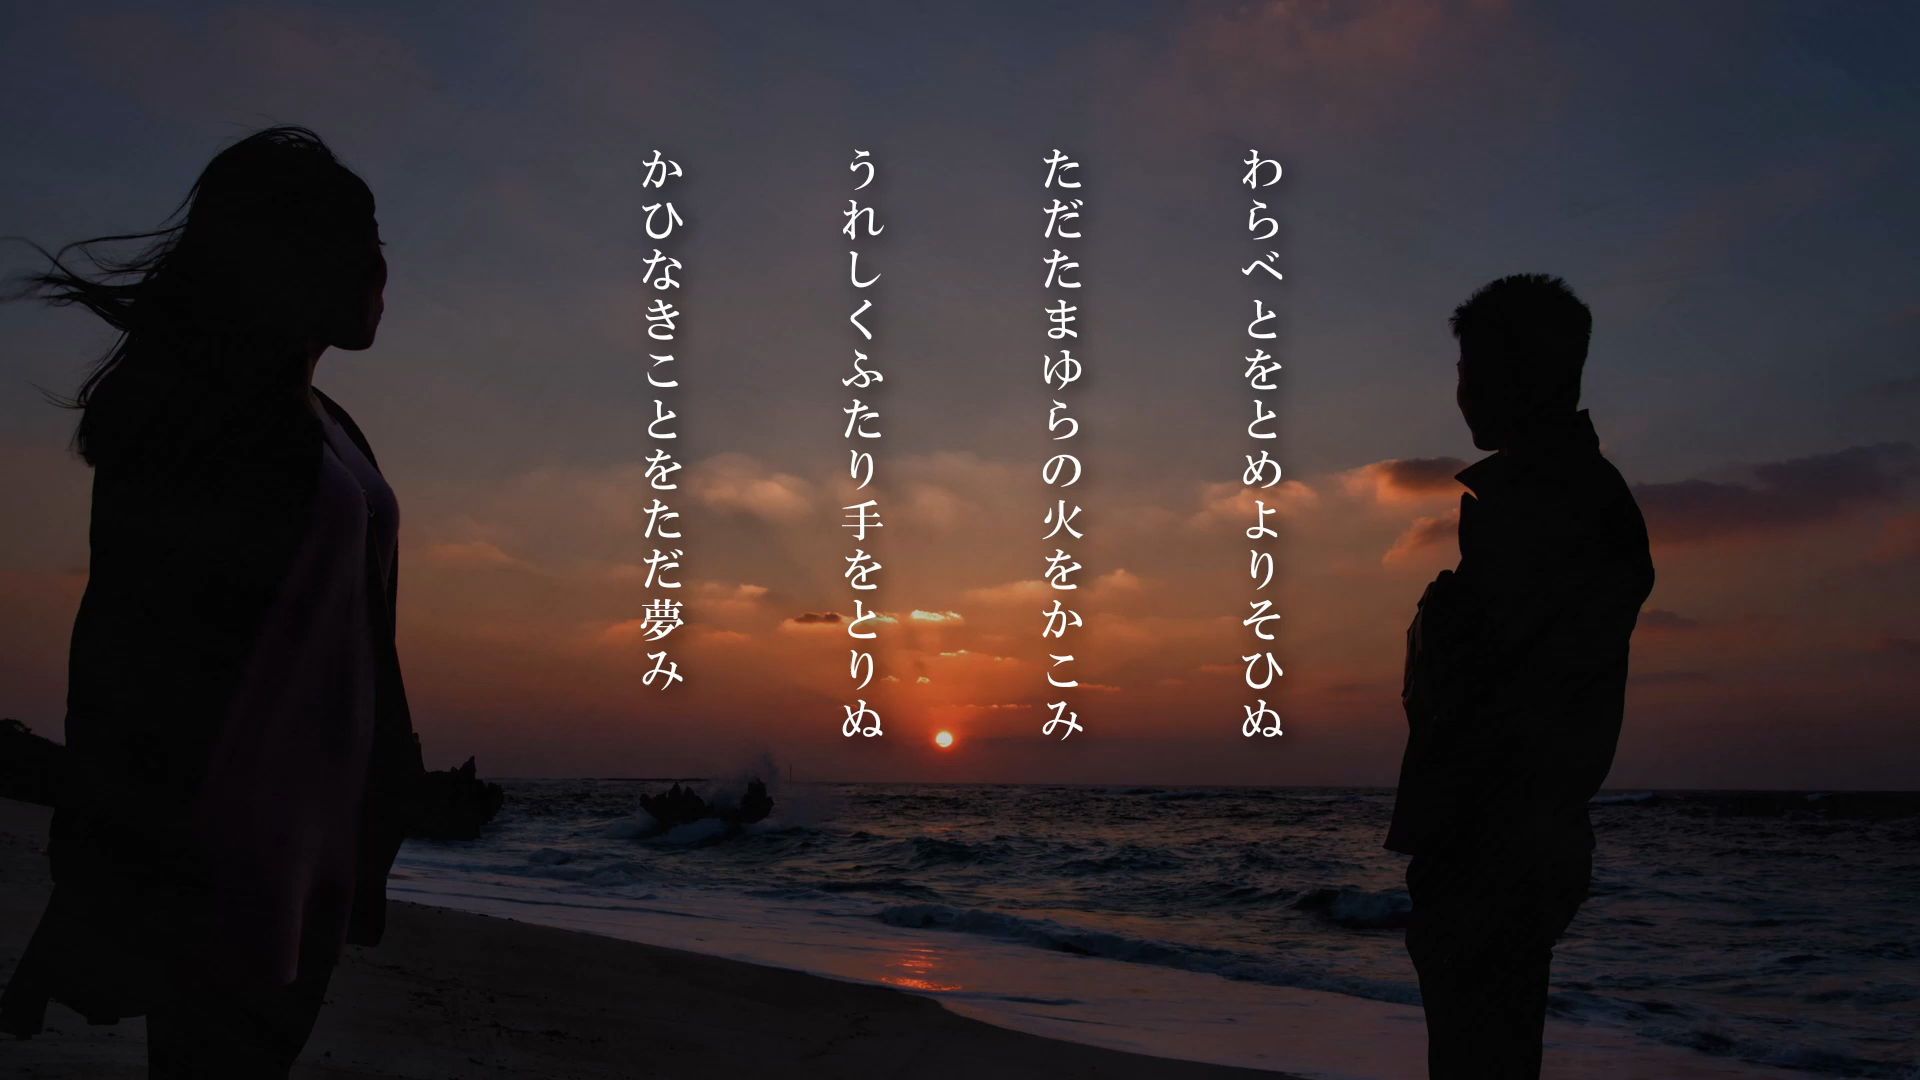 わらべとをとめよりそひぬ
ただたまゆらの火をかこみ
うれしくふたり手をとりぬ
かひなきことをただ夢み